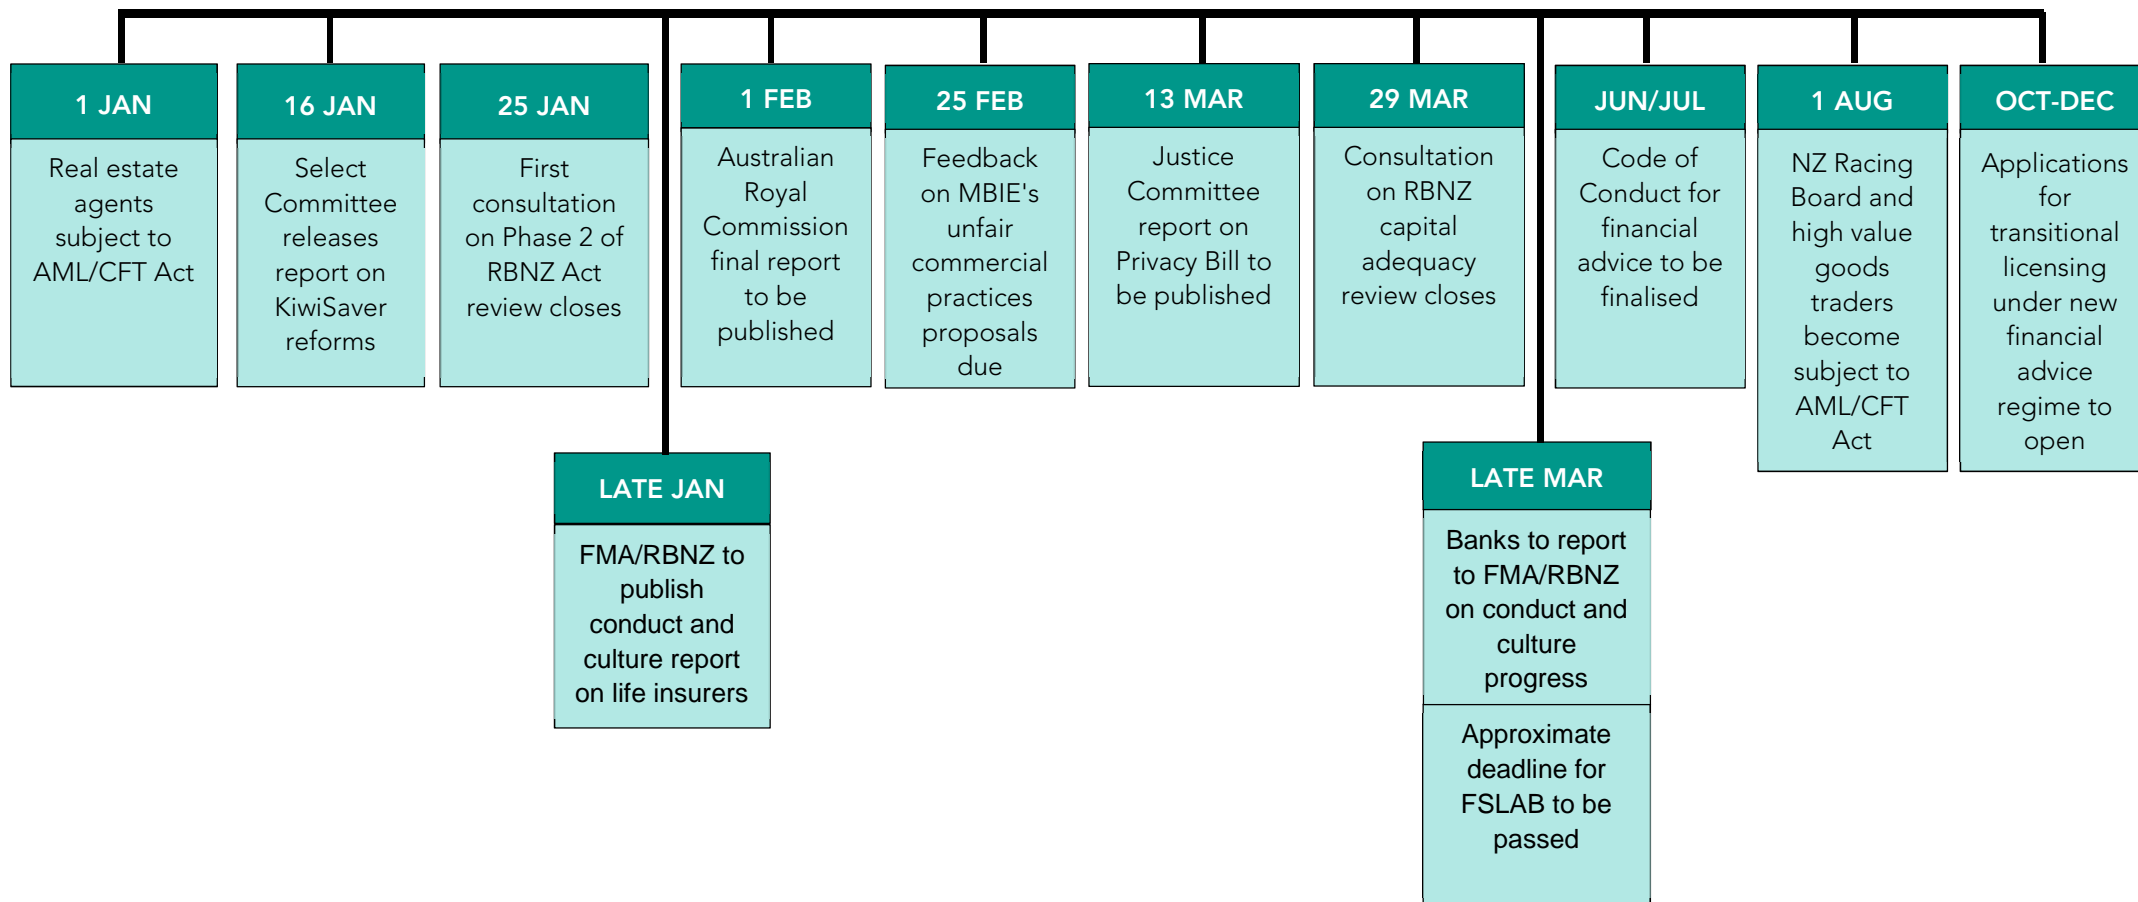 1 JAN
Real estate
agents
subject to
AML/CFT Act
16 JAN
Select
Committee
releases
report on
KiwiSaver
reforms
25 JAN
First
consultation
on Phase 2 of
RBNZ Act
review closes
LATE JAN
FMA/RBNZ to
publish
conduct and
culture report
on life insurers
1 FEB
Australian
Royal
Commission
final report
to be
published
25 FEB
Feedback
on MBIE's
unfair
commercial
practices
proposals
due
13 MAR
Justice
Committee
report on
Privacy Bill to
be published
29 MAR
Consultation
on RBNZ
capital
adequacy
review closes
LATE MAR
Banks to report
to FMA/RBNZ
on conduct and
culture
progress
Approximate
deadline for
FSLAB to be
passed
JUN/JUL
Code of
Conduct for
financial
advice to be
finalised
1 AUG
NZ Racing
Board and
high value
goods
traders
become
subject to
AML/CFT
Act
OCT-DEC
Applications
for
transitional
licensing
under new
financial
advice
regime to
open